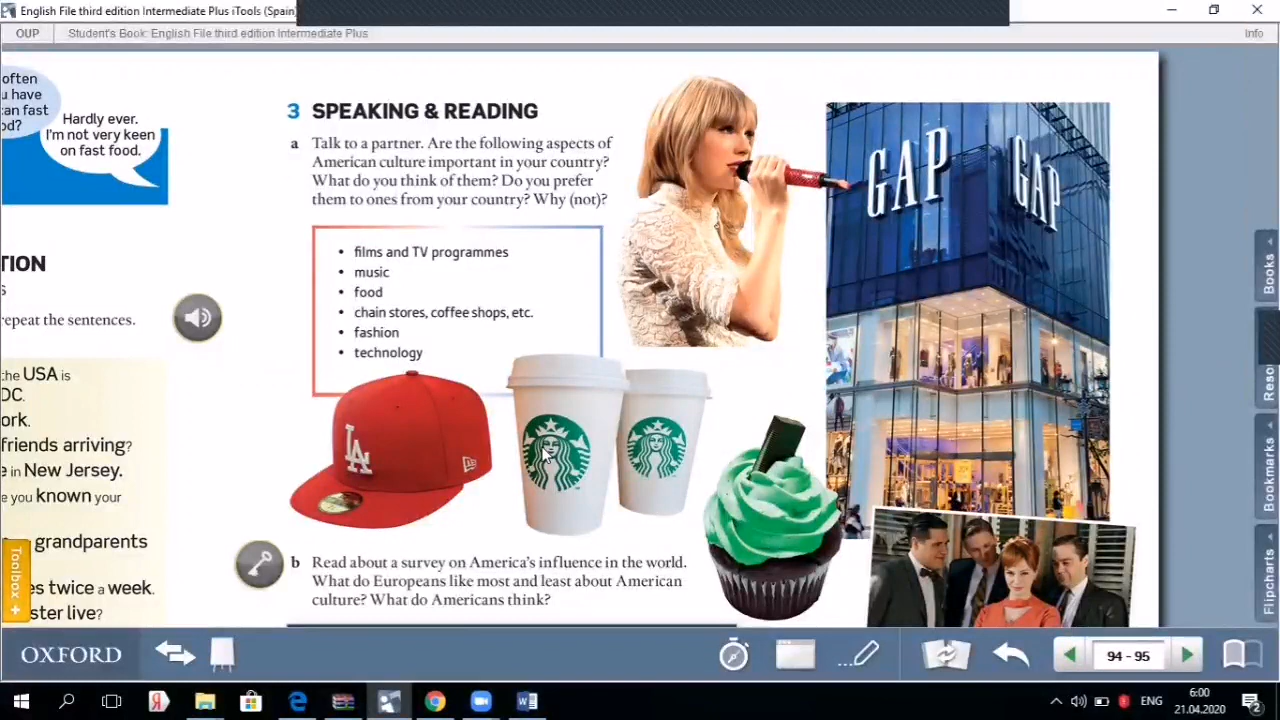 English File third edition Intermediate Plus iTools (Spain)
OUP
Student's Book: English File third edition Intermediate Plus
Info
often
u have
can fast
od?
Hardly ever.
I'm not very keen
on fast food.
TION
s
repeat the sentences.
the USA is
DC.
ork.
friends arriving?
e in New Jersey.
e you known your
grandparents
es twice a week.
ster live?
Toolbox +
3 SPEAKING & READING
a Talk to a partner. Are the following aspects of
American culture important in your country?
What do you think of them? Do you prefer
them to ones from your country? Why (not)?
• films and TV programmes
• music
• food
• chain stores, coffee shops, etc.
• fashion
• technology
LA
GAP
GAP
b Read about a survey on America's influence in the world.
What do Europeans like most and least about American
culture? What do Americans think?
Books
Resor
Bookmarks
Flipcharts
OXFORD
94 - 95
ENG
6:00
21.04.2020
2